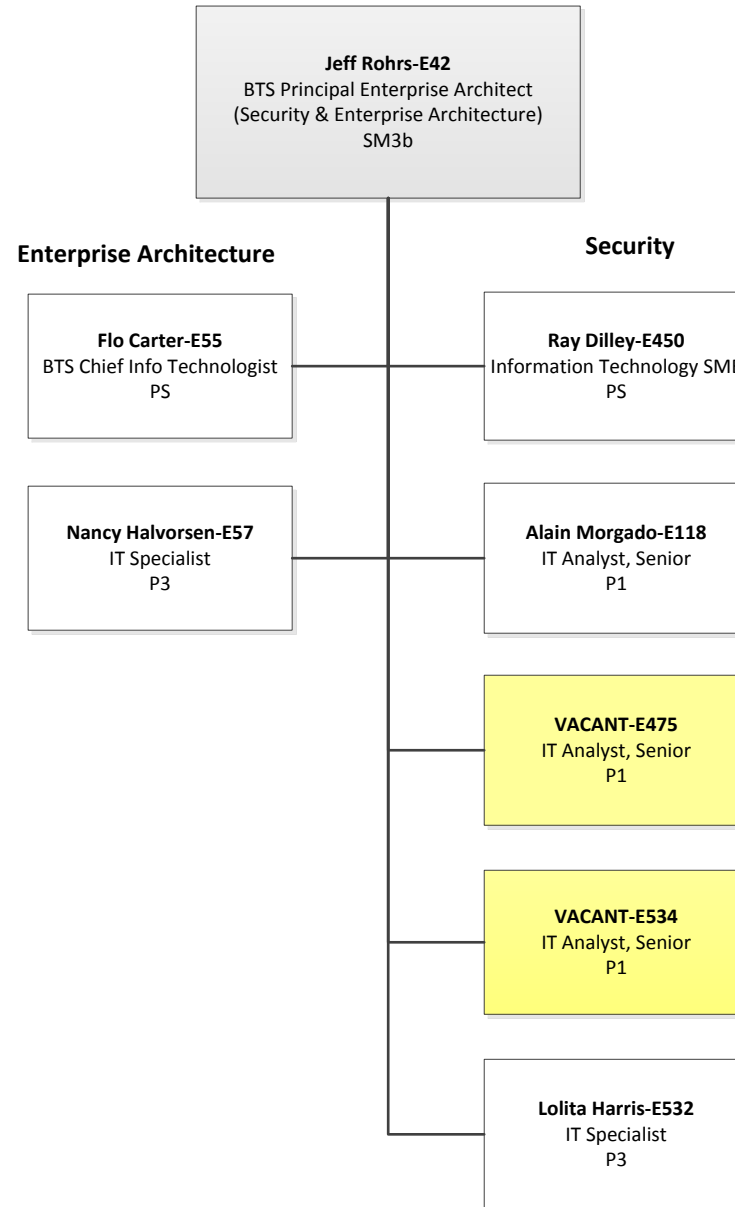 Jeff Rohrs-E42
BTS Principal Enterprise Architect
(Security & Enterprise Architecture)
SM3b
Enterprise Architecture
Flo Carter-E55
BTS Chief Info Technologist
PS
Nancy Halvorsen-E57
IT Specialist
P3
Security
Ray Dilley-E450
Information Technology SME
PS
Alain Morgado-E118
IT Analyst, Senior
P1
VACANT-E475
IT Analyst, Senior
P1
VACANT-E534
IT Analyst, Senior
P1
Lolita Harris-E532
IT Specialist
P3